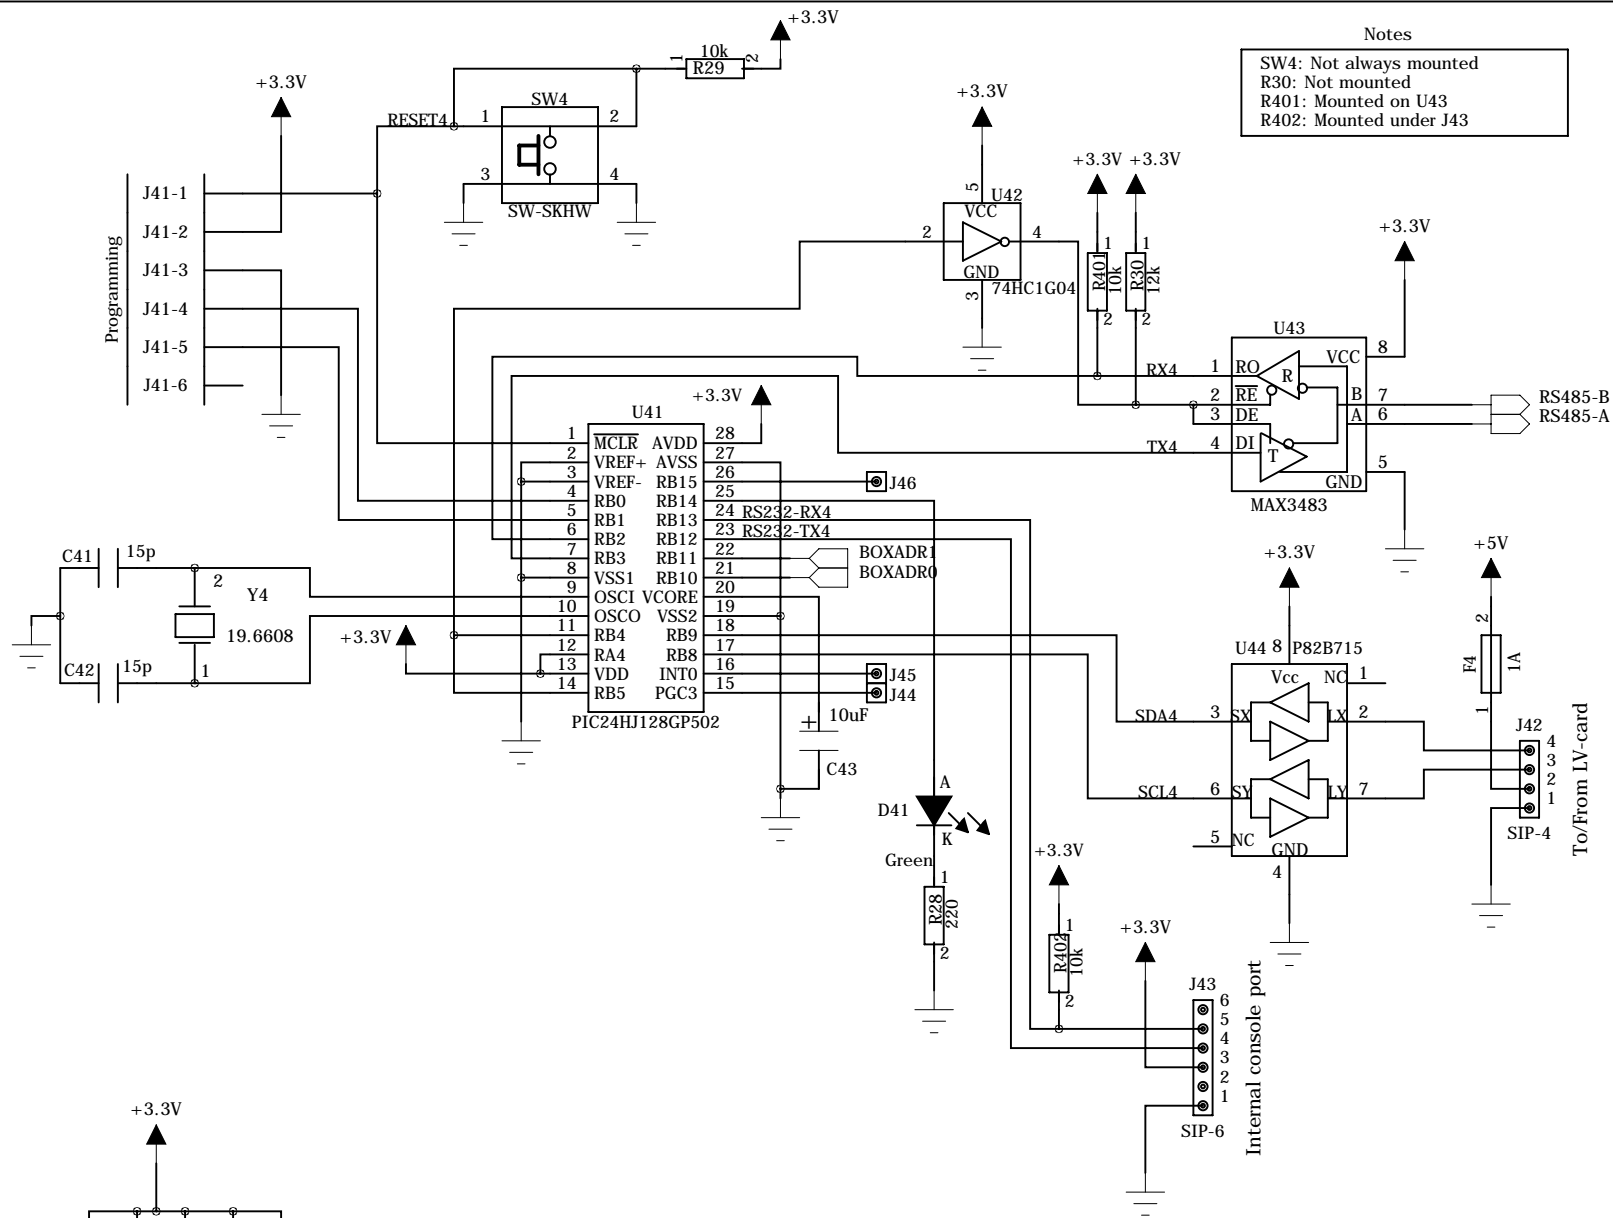 Notes
SW4: Not always mounted
R30: Not mounted
R401: Mounted on U43
R402: Mounted under J43
+3.3V
10k
1 R29 2
+3.3V
RESET4
SW4
1 2
3 4
SW-SKHW
Programming
J41-1
J41-2
J41-3
J41-4
J41-5
J41-6
+3.3V
5 U42
VCC
2 4
GND
3 74HC1G04
+3.3V +3.3V
1 1
R401 10k
R30 12k
2 2
+3.3V
U43
VCC 8
RX4 1 RO R
2 RE B 7 RS485-B
3 DE A 6 RS485-A
TX4 4 DI T
GND 5
MAX3483
+3.3V
U41
1 MCLR AVDD 28
2 VREF+ AVSS 27
3 VREF- RB15 26 J46
4 RB0 RB14 25
5 RB1 RB13 24 RS232-RX4
6 RB2 RB12 23 RS232-TX4
7 RB3 RB11 22 BOXADR1
8 VSS1 RB10 21 BOXADR0
9 OSCI VCORE 20
10 OSCO VSS2 19
11 RB4 RB9 18
12 RA4 RB8 17
13 VDD INT0 16 J45
14 RB5 PGC3 15 J44
PIC24HJ128GP502
C41 15p
2 Y4
19.6608
C42 15p 1
+3.3V
+ 10uF
C43
A
D41
K
Green
1
R28 220
2
+3.3V
U44 8 P82B715
Vcc NC 1
SDA4 3 SX LX 2
SCL4 6 SY LY 7
5 NC
GND
4
+5V
2
F4 1A
1
J42
4
3
2
1
SIP-4
To/From LV-card
+3.3V
1
R402 10k
2
+3.3V
J43
6
5
4
3
2
1
SIP-6
Internal console port
+3.3V